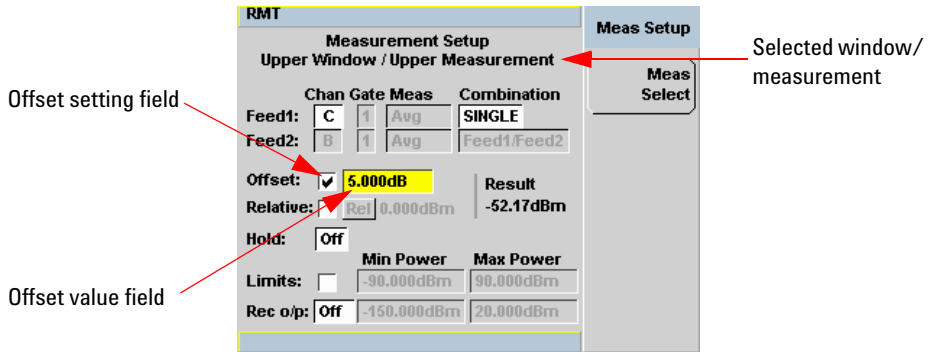 RMT
Measurement Setup
Upper Window / Upper Measurement
Chan Gate Meas Combination
Feed1: C 1 Avg SINGLE
Feed2: B 1 Avg Feed1/Feed2
Offset: 5.000dB
Result
Relative: Rel 0.000dBm
-52.17dBm
Hold: Off
Min Power Max Power
Limits: -90.000dBm 90.000dBm
Rec o/p: Off -150.000dBm 20.000dBm
Meas Setup
Meas
Select
Selected window/
measurement
Offset setting field
Offset value field